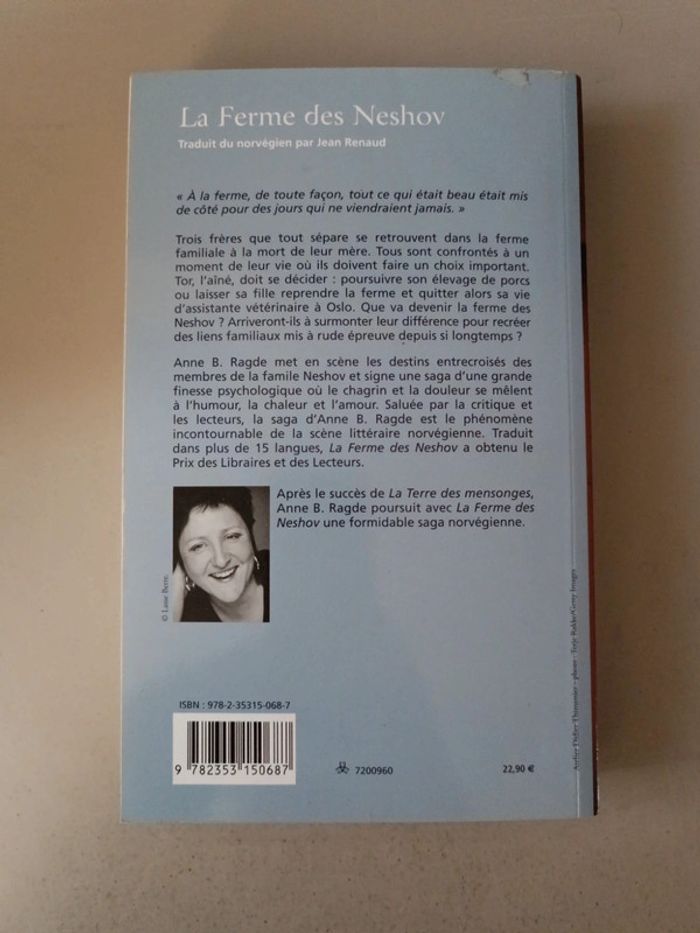 La Ferme des Neshov
Traduit du norvégien par Jean Renaud
« À la ferme, de toute façon, tout ce qui était beau était mis
de côté pour des jours qui ne viendraient jamais. »
Trois frères que tout sépare se retrouvent dans la ferme
familiale à la mort de leur mère. Tous sont confrontés à un
moment de leur vie où ils doivent faire un choix important.
Tor, l'aîné, doit se décider : poursuivre son élevage de porcs
ou laisser sa fille reprendre la ferme et quitter alors sa vie
d'assistante vétérinaire à Oslo. Que va devenir la ferme des
Neshov ? Arriveront-ils à surmonter leur différence pour recréer
des liens familiaux mis à rude épreuve depuis si longtemps ?
Anne B. Ragde met en scène les destins entrecroisés des
membres de la famile Neshov et signe une saga d'une grande
finesse psychologique où le chagrin et la douleur se mêlent
à l'humour, la chaleur et l'amour. Saluée par la critique et
les lecteurs, la saga d'Anne B. Ragde est le phénomène
incontournable de la scène littéraire norvégienne. Traduit
dans plus de 15 langues, La Ferme des Neshov a obtenu le
Prix des Libraires et des Lecteurs.
Après le succès de La Terre des mensonges,
Anne B. Ragde poursuit avec La Ferme des
Neshov une formidable saga norvégienne.
© Lasse Berre.
ISBN : 978-2-35315-068-7
9 782353 150687
7200960
22,90 €
Atelier Didier Thimonier - photo : Terje Rakke/Getty Images